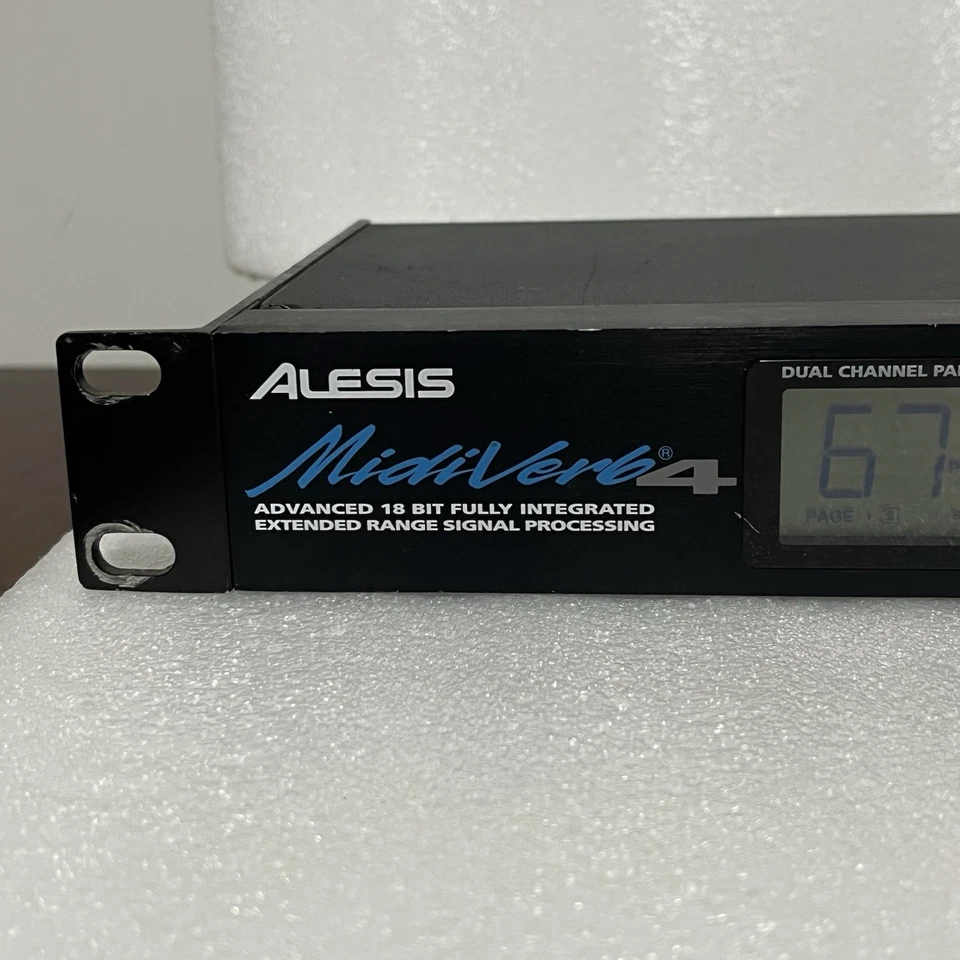 ALESIS
MidiVerb® 4
ADVANCED 18 BIT FULLY INTEGRATED
EXTENDED RANGE SIGNAL PROCESSING
DUAL CHANNEL PA
67
PAGE